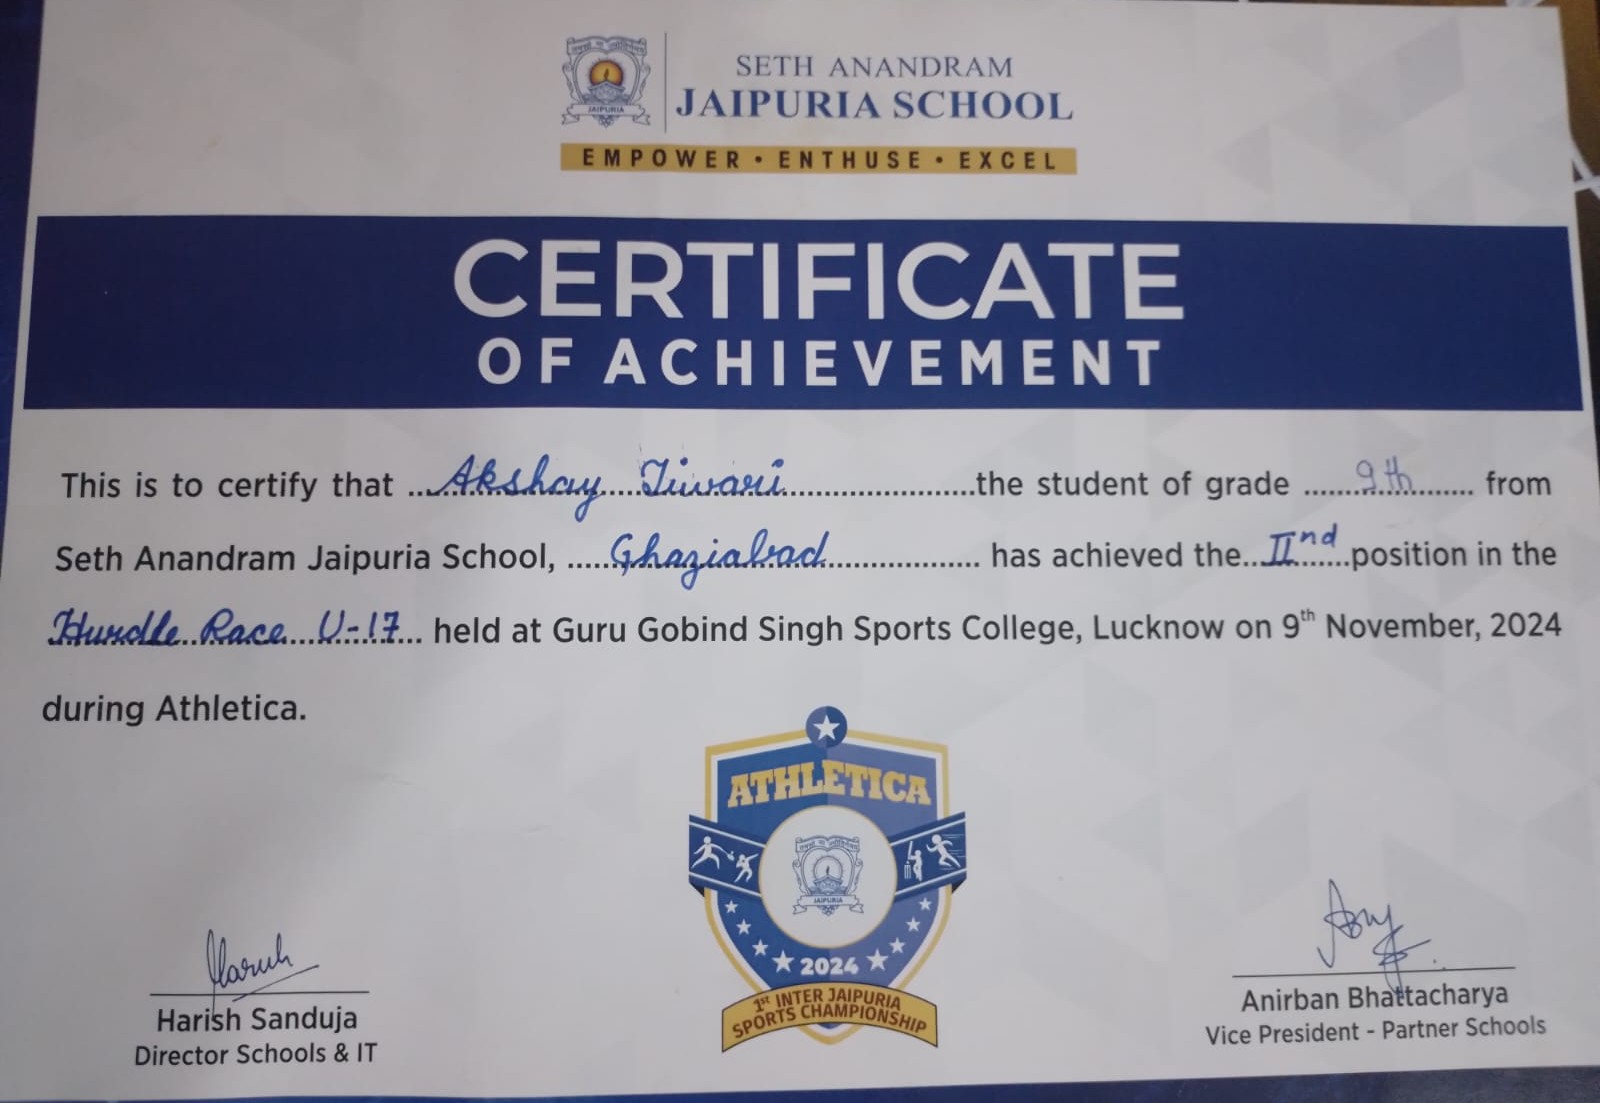 SETH ANANDRAM
JAIPURIA SCHOOL
JAIPURIA
EMPOWER • ENTHUSE • EXCEL
CERTIFICATE
OF ACHIEVEMENT
This is to certify that ...Akshay Tiwari...the student of grade ...9th... from
Seth Anandram Jaipuria School, ...Ghaziabad... has achieved the...IInd...position in the
Hurdle Race U-17... held at Guru Gobind Singh Sports College, Lucknow on 9th November, 2024
during Athletica.
ATHLETICA
JAIPURIA
2024
1st INTER JAIPURIA
SPORTS CHAMPIONSHIP
Harish Sanduja
Director Schools & IT
Anirban Bhattacharya
Vice President - Partner Schools